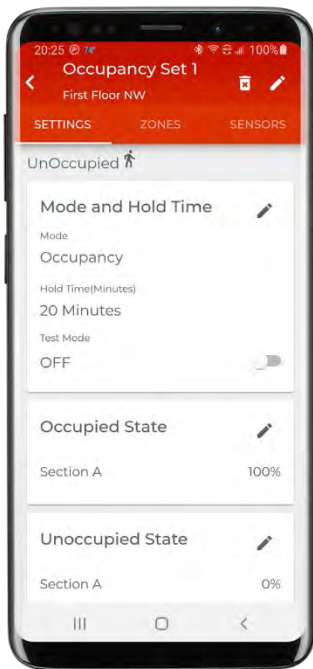 20:25 74° 100%
Occupancy Set 1
First Floor NW
SETTINGS ZONES SENSORS
UnOccupied
Mode and Hold Time
Mode
Occupancy
Hold Time(Minutes)
20 Minutes
Test Mode
OFF
Occupied State
Section A 100%
Unoccupied State
Section A 0%